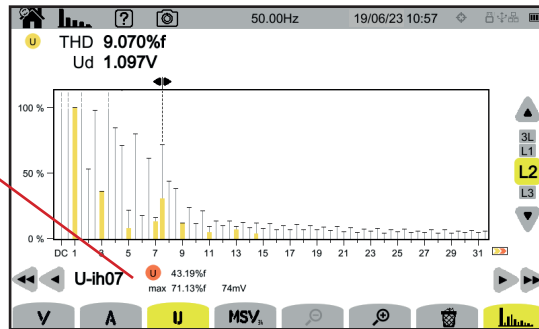 50.00Hz 19/06/23 10:57
U THD 9.070%f
Ud 1.097V
100 %
50 %
0 %
DC 1 3 5 7 9 11 13 15 17 19 21 23 25 27 29 31
3L
L1
L2
L3
U-ih07 U 43.19%f
max 71.13%f 74mV
V A U MSV